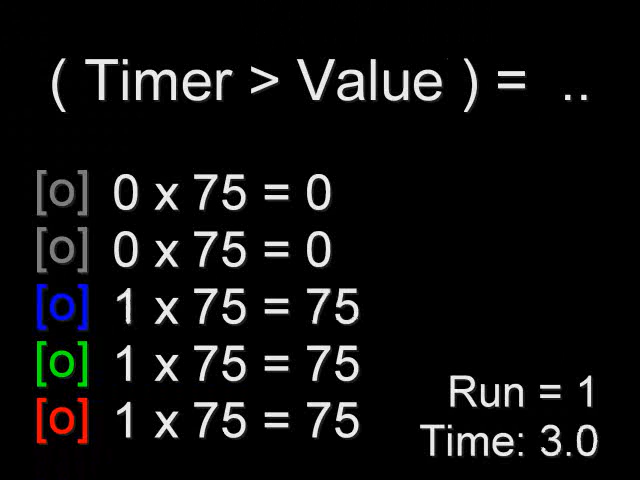 ( Timer > Value ) = ..
[o] 0 x 75 = 0
[o] 0 x 75 = 0
[o] 1 x 75 = 75
[o] 1 x 75 = 75
[o] 1 x 75 = 75
Run = 1
Time: 3.0